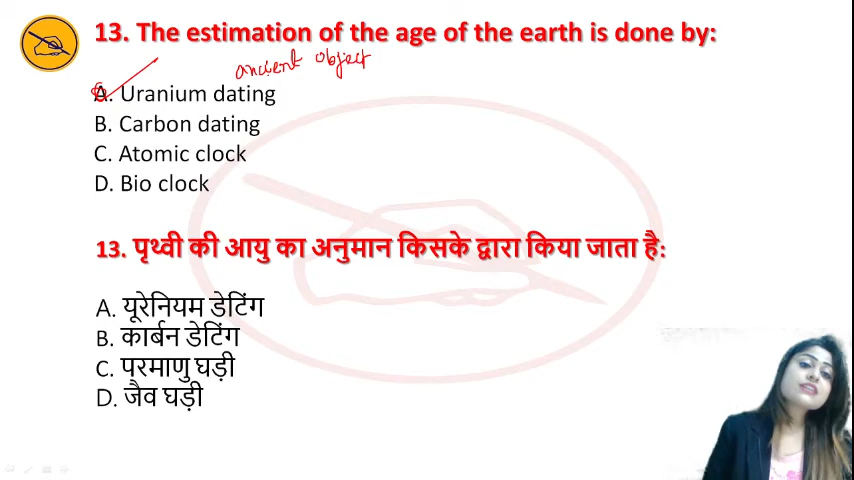 13. The estimation of the age of the earth is done by:
ancient object
A. Uranium dating
B. Carbon dating
C. Atomic clock
D. Bio clock
13. पृथ्वी की आयु का अनुमान किसके द्वारा किया जाता है:
A. यूरेनियम डेटिंग
B. कार्बन डेटिंग
C. परमाणु घड़ी
D. जैव घड़ी